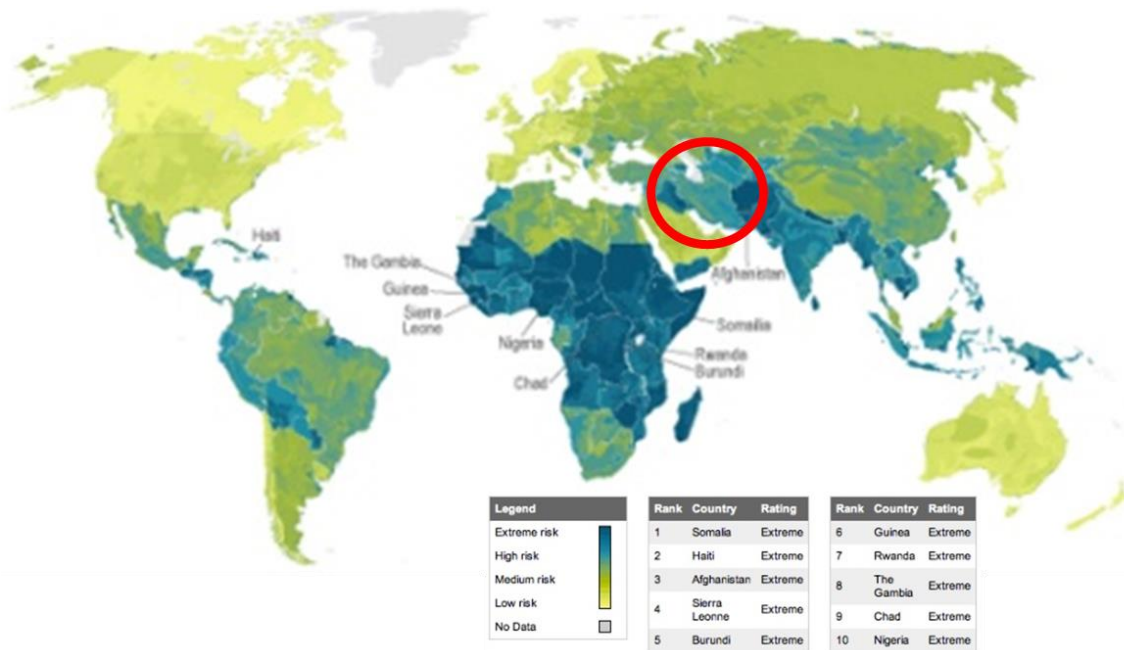 Haiti
The Gambia
Guinea
Sierra
Leone
Nigeria
Chad
Afghanistan
Somailia
Rwanda
Burundi
Legend
Extreme risk
High risk
Medium risk
Low risk
No Data
Rank Country Rating
1 Somalia Extreme
2 Haiti Extreme
3 Afghanistan Extreme
4 Sierra Leonne Extreme
5 Burundi Extreme
Rank Country Rating
6 Guinea Extreme
7 Rwanda Extreme
8 The Gambia Extreme
9 Chad Extreme
10 Nigeria Extreme